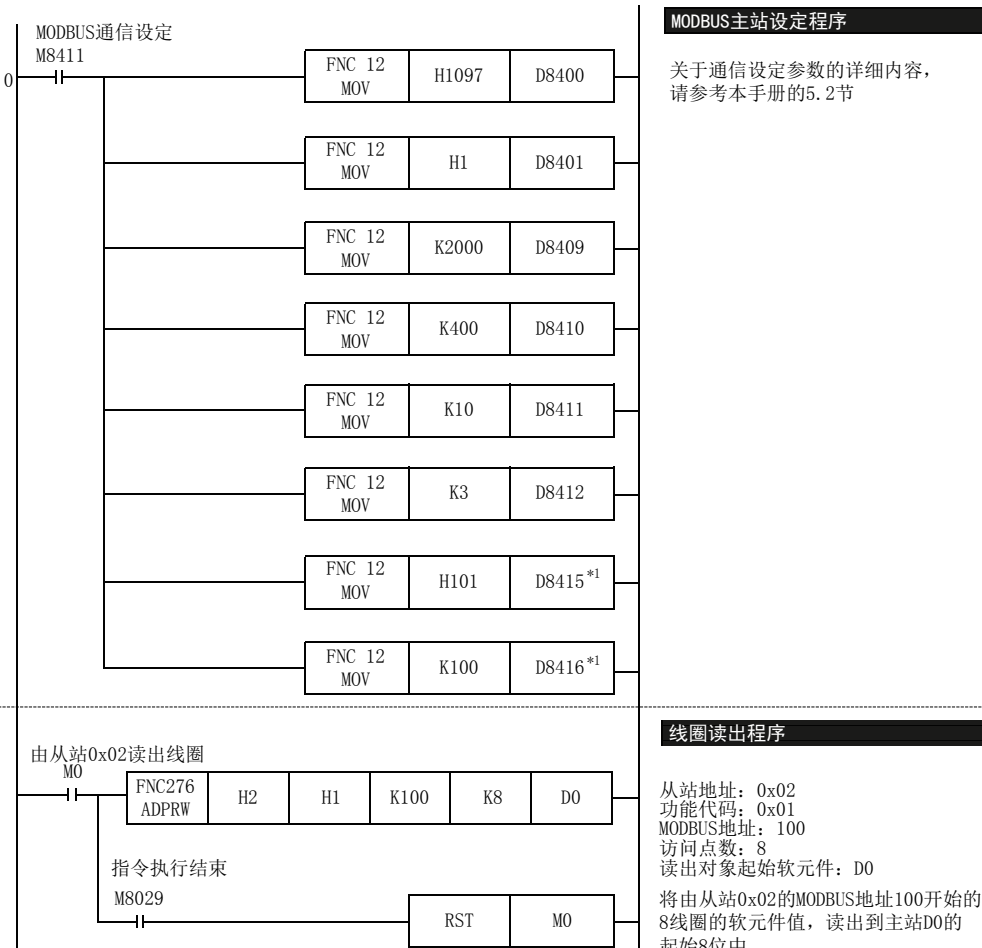 MODBUS通信设定
M8411
0
FNC 12
MOV
H1097
D8400
FNC 12
MOV
H1
D8401
FNC 12
MOV
K2000
D8409
FNC 12
MOV
K400
D8410
FNC 12
MOV
K10
D8411
FNC 12
MOV
K3
D8412
FNC 12
MOV
H101
D8415*1
FNC 12
MOV
K100
D8416*1
MODBUS主站设定程序
关于通信设定参数的详细内容，
请参考本手册的5.2节
由从站0x02读出线圈
M0
FNC276
ADPRW
H2
H1
K100
K8
D0
指令执行结束
M8029
RST
M0
线圈读出程序
从站地址：0x02
功能代码：0x01
MODBUS地址：100
访问点数：8
读出对象起始软元件：D0
将由从站0x02的MODBUS地址100开始的
8线圈的软元件值，读出到主站D0的
起始8位中